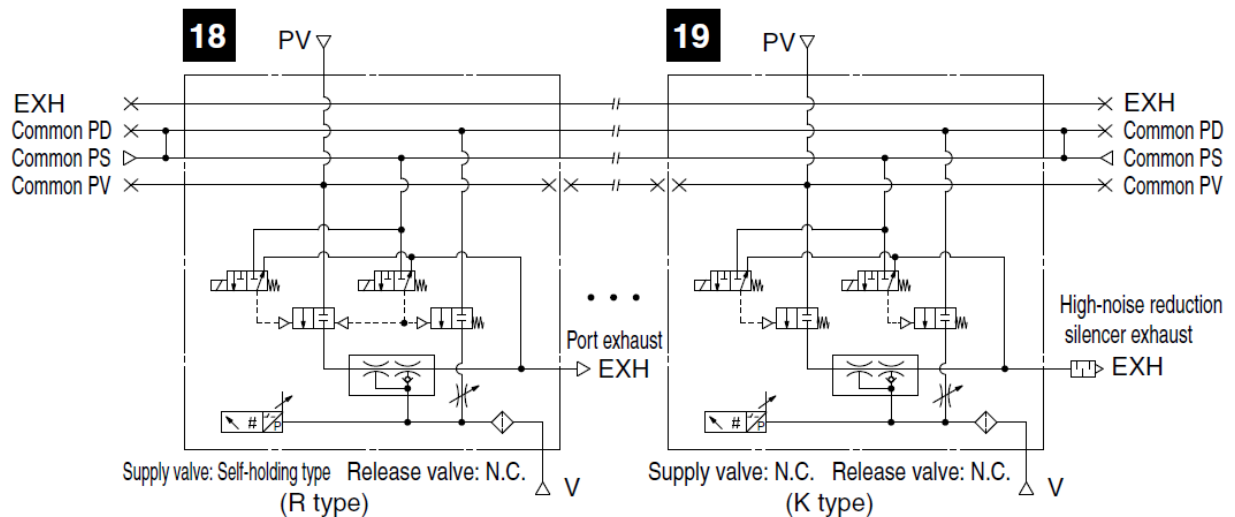 18
PV
19
PV
EXH
EXH
Common PD
Common PD
Common PS
Common PS
Common PV
Common PV
• • •
Port exhaust
EXH
High-noise reduction
silencer exhaust
EXH
# P
# P
Supply valve: Self-holding type Release valve: N.C.
(R type)
V
Supply valve: N.C. Release valve: N.C.
(K type)
V